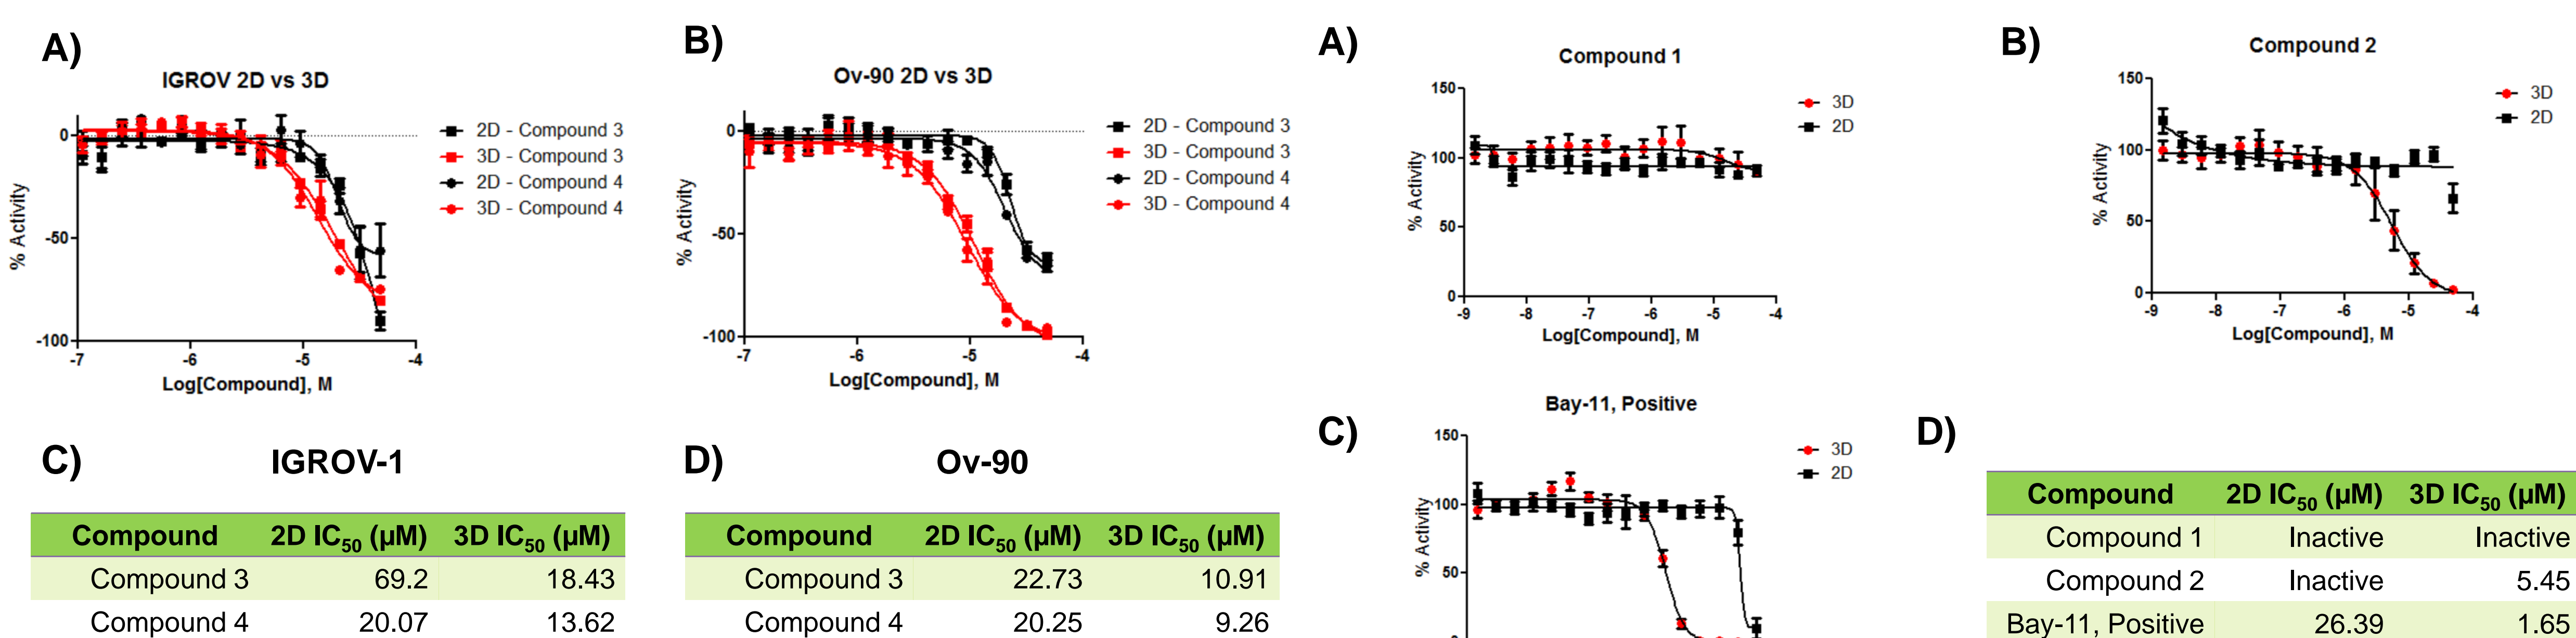 A)
IGROV 2D vs 3D
0
-50
-100
% Activity
-7
-6
-5
-4
Log[Compound], M
2D - Compound 3
3D - Compound 3
2D - Compound 4
3D - Compound 4
B)
Ov-90 2D vs 3D
0
-50
-100
% Activity
-7
-6
-5
-4
Log[Compound], M
2D - Compound 3
3D - Compound 3
2D - Compound 4
3D - Compound 4
C)
IGROV-1
Compound 2D IC50 (µM) 3D IC50 (µM)
Compound 3 69.2 18.43
Compound 4 20.07 13.62
D)
Ov-90
Compound 2D IC50 (µM) 3D IC50 (µM)
Compound 3 22.73 10.91
Compound 4 20.25 9.26
A)
Compound 1
150
100
50
0
% Activity
-9
-8
-7
-6
-5
-4
Log[Compound], M
3D
2D
B)
Compound 2
150
100
50
0
% Activity
-9
-8
-7
-6
-5
-4
Log[Compound], M
3D
2D
C)
Bay-11, Positive
150
100
50
% Activity
3D
2D
D)
Compound 2D IC50 (µM) 3D IC50 (µM)
Compound 1 Inactive Inactive
Compound 2 Inactive 5.45
Bay-11, Positive 26.39 1.65